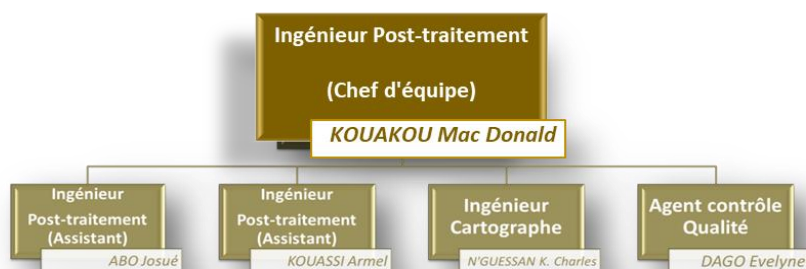 Ingénieur Post-traitement
(Chef d'équipe)
KOUAKOU Mac Donald
Ingénieur
Post-traitement
(Assistant)
ABO Josué
Ingénieur
Post-traitement
(Assistant)
KOUASSI Armel
Ingénieur
Cartographe
N'GUESSAN K. Charles
Agent contrôle
Qualité
DAGO Evelyne